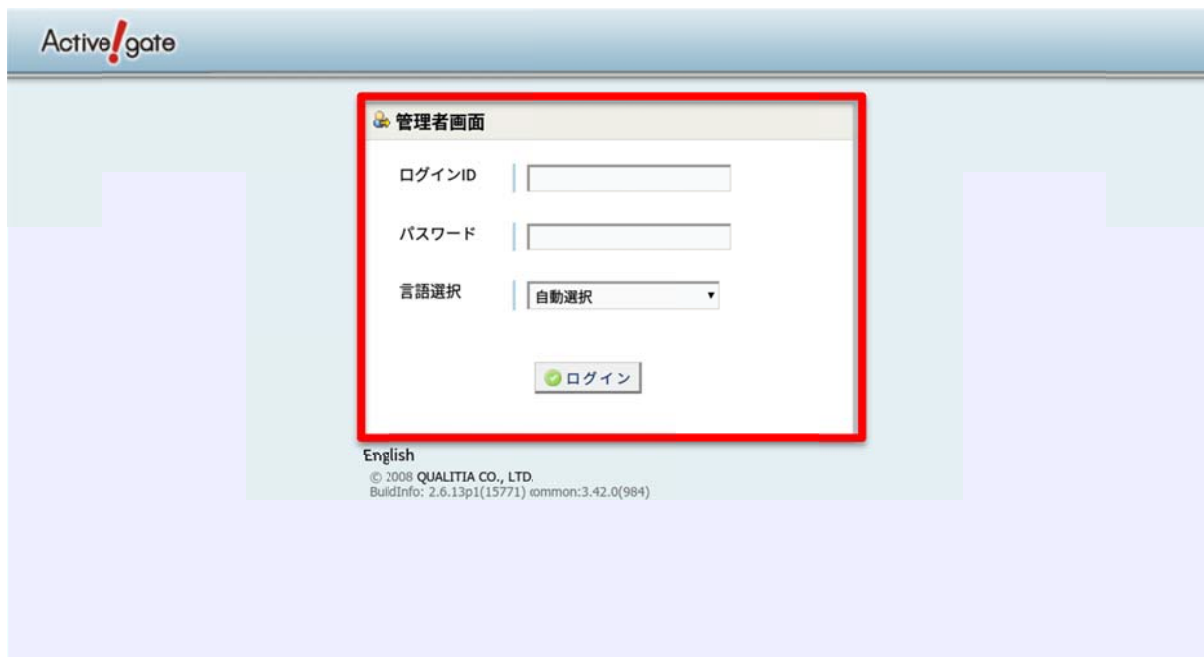 Active!gate
管理者画面
ログインID
パスワード
言語選択
自動選択
ログイン
English
© 2008 QUALITIA CO., LTD.
BuildInfo: 2.6.13p1(15771) common:3.42.0(984)